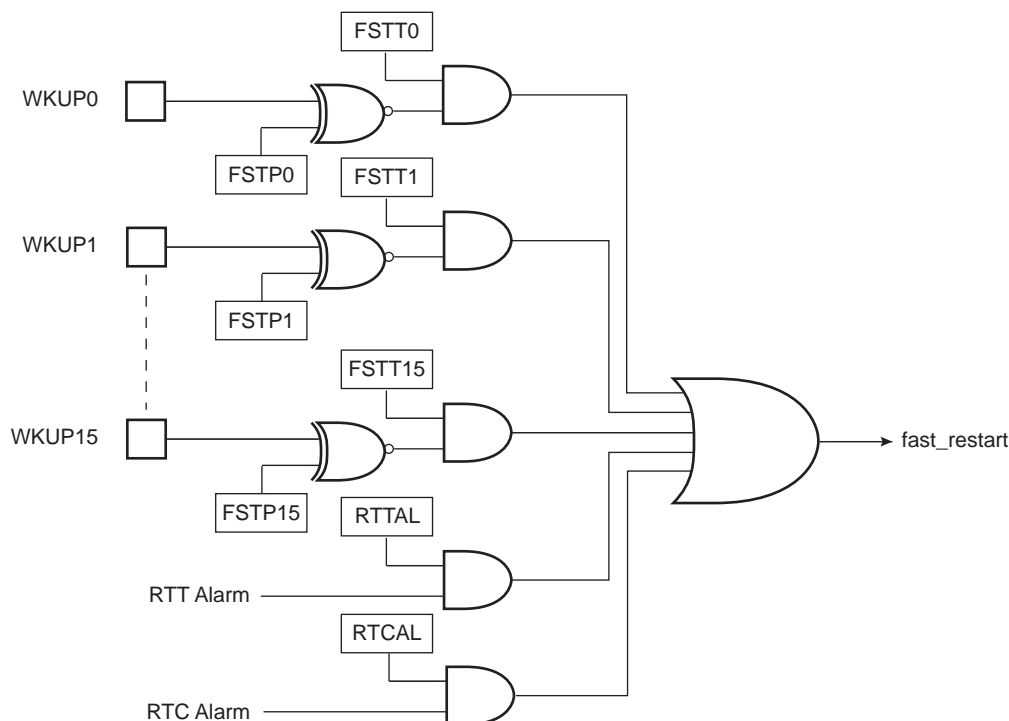 FSTT0
WKUP0
FSTP0
FSTT1
WKUP1
FSTP1
FSTT15
WKUP15
fast_restart
FSTP15
RTTAL
RTT Alarm
RTCAL
RTC Alarm